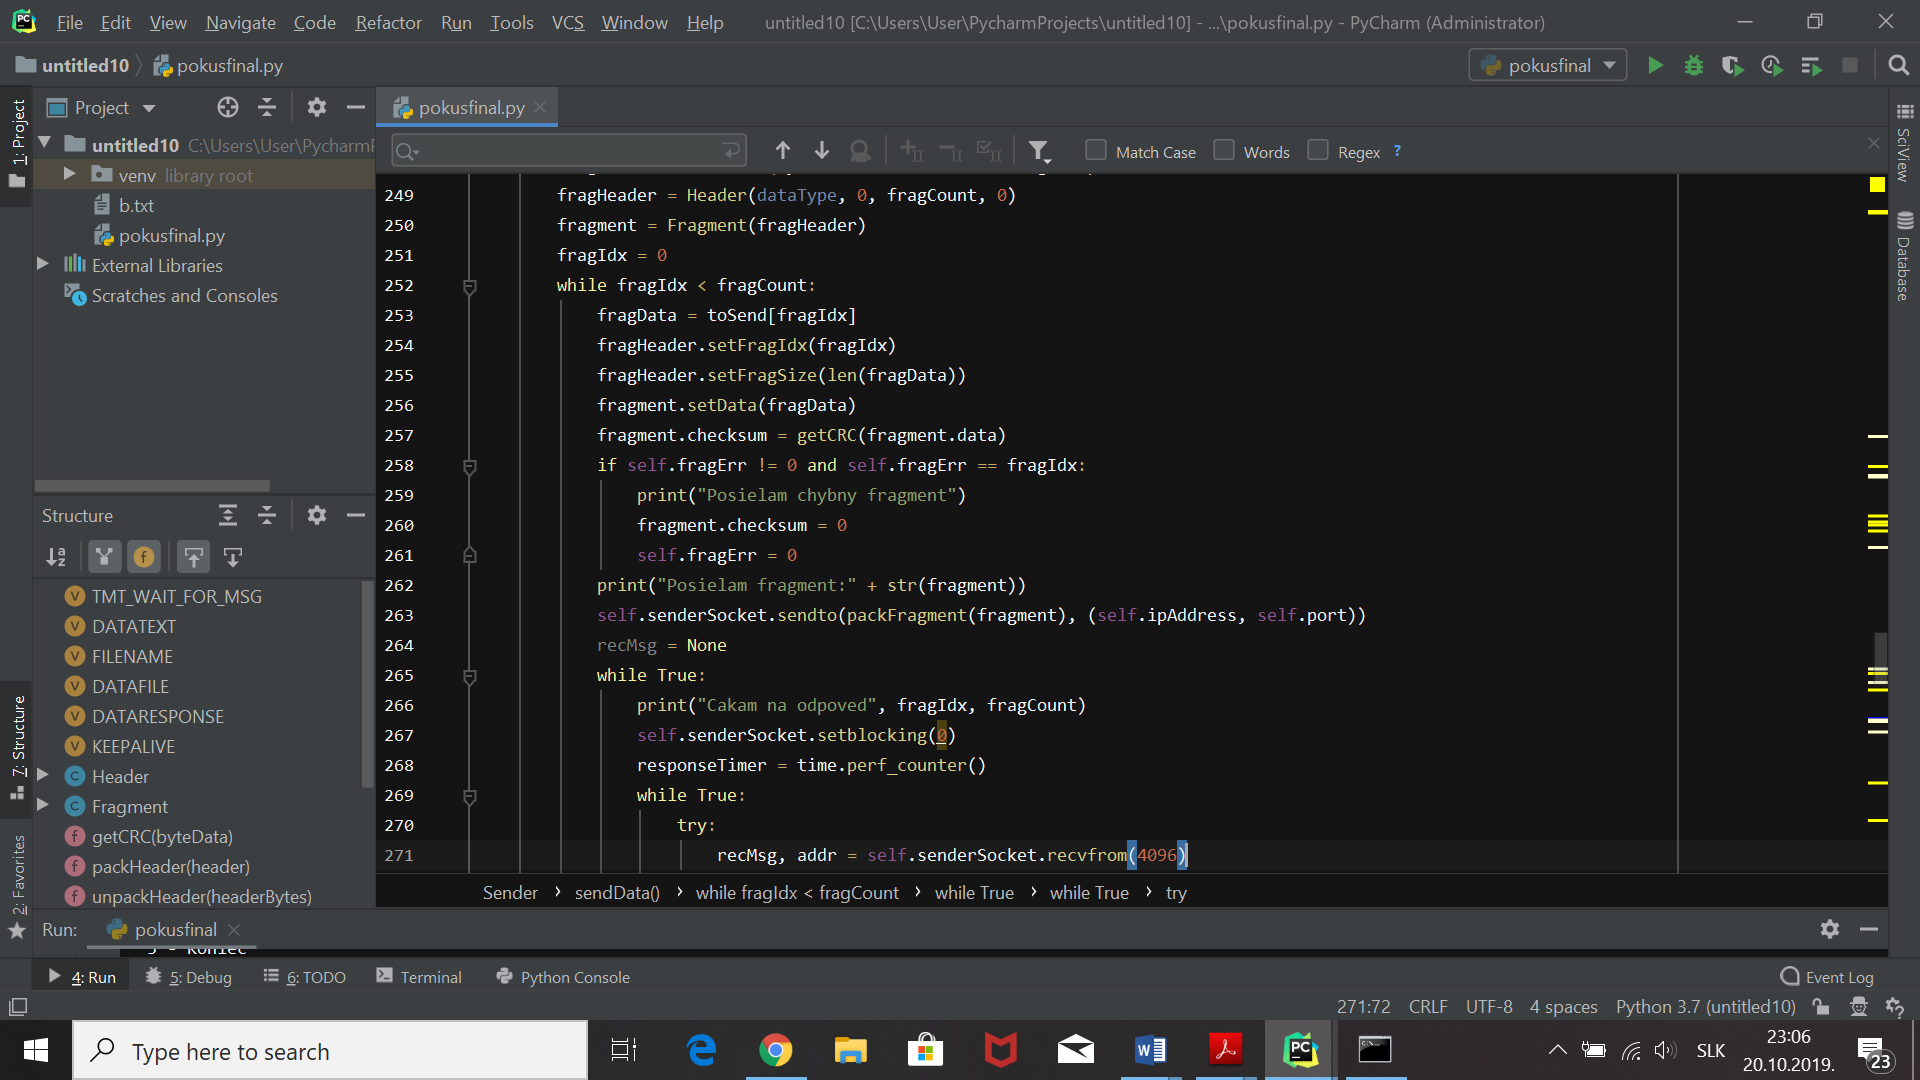 File Edit View Navigate Code Refactor Run Tools VCS Window Help untitled10 [C:\Users\User\PycharmProjects\untitled10] - ...\pokusfinal.py - PyCharm (Administrator)
untitled10 pokusfinal.py pokusfinal
1: Project
Project
untitled10 C:\Users\User\PycharmP
venv library root
b.txt
pokusfinal.py
External Libraries
Scratches and Consoles
Structure
TMT_WAIT_FOR_MSG
DATATEXT
FILENAME
DATAFILE
DATARESPONSE
KEEPALIVE
Header
Fragment
getCRC(byteData)
packHeader(header)
unpackHeader(headerBytes)
7: Structure
2: Favorites
pokusfinal.py
Match Case Words Regex ?
249 fragHeader = Header(dataType, 0, fragCount, 0)
250 fragment = Fragment(fragHeader)
251 fragIdx = 0
252 while fragIdx < fragCount:
253 fragData = toSend[fragIdx]
254 fragHeader.setFragIdx(fragIdx)
255 fragHeader.setFragSize(len(fragData))
256 fragment.setData(fragData)
257 fragment.checksum = getCRC(fragment.data)
258 if self.fragErr != 0 and self.fragErr == fragIdx:
259 print("Posielam chybny fragment")
260 fragment.checksum = 0
261 self.fragErr = 0
262 print("Posielam fragment:" + str(fragment))
263 self.senderSocket.sendto(packFragment(fragment), (self.ipAddress, self.port))
264 recMsg = None
265 while True:
266 print("Cakam na odpoved", fragIdx, fragCount)
267 self.senderSocket.setblocking(0)
268 responseTimer = time.perf_counter()
269 while True:
270 try:
271 recMsg, addr = self.senderSocket.recvfrom(4096)
Sender › sendData() › while fragIdx < fragCount › while True › while True › try
SciView
Database
Run: pokusfinal
5 - Koniec
4: Run 5: Debug 6: TODO Terminal Python Console Event Log
271:72 CRLF UTF-8 4 spaces Python 3.7 (untitled10)
Type here to search
SLK
23:06
20.10.2019.
23